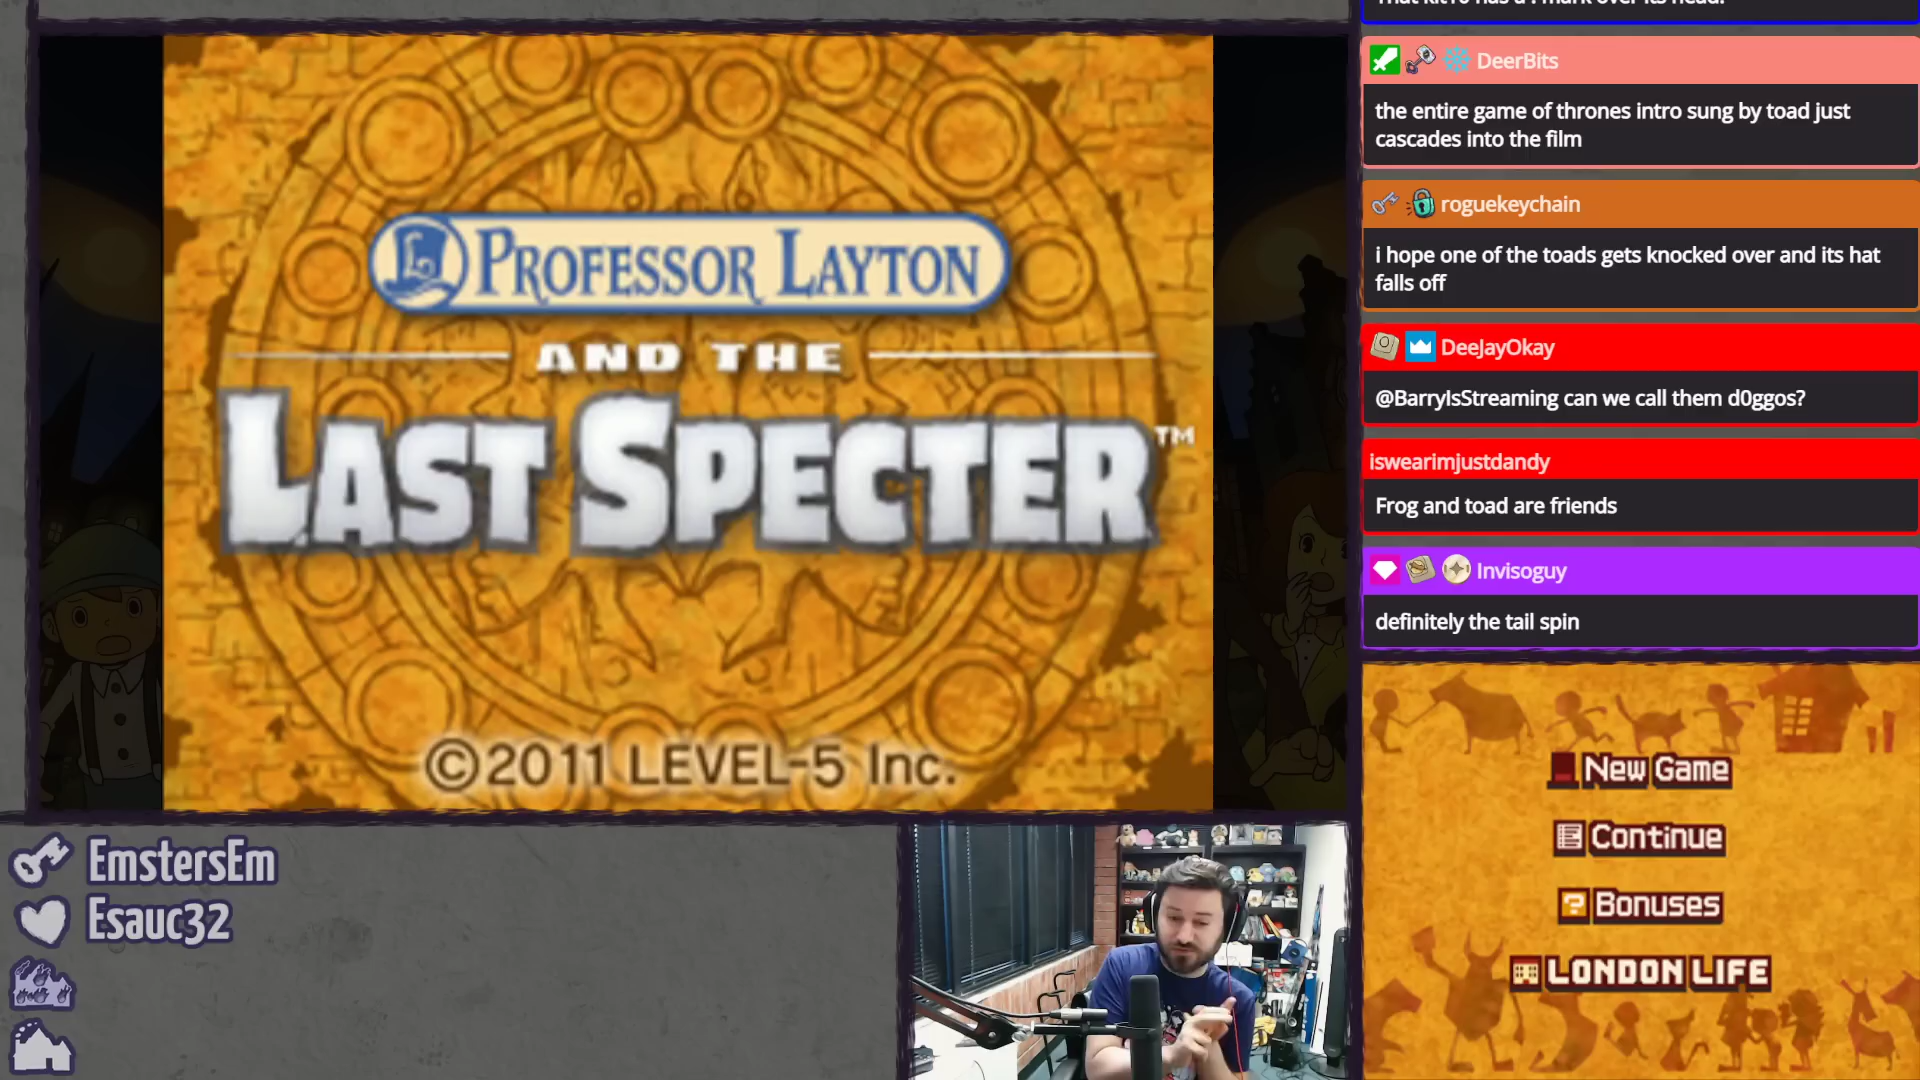 PROFESSOR LAYTON
AND THE
LAST SPECTER™
©2011 LEVEL-5 Inc.
DeerBits
the entire game of thrones intro sung by toad just
cascades into the film
roguekeychain
i hope one of the toads gets knocked over and its hat
falls off
DeeJayOkay
@BarryIsStreaming can we call them d0ggos?
iswearimjustdandy
Frog and toad are friends
Invisoguy
definitely the tail spin
New Game
Continue
? Bonuses
LONDON LIFE
EmstersEm
Esauc32